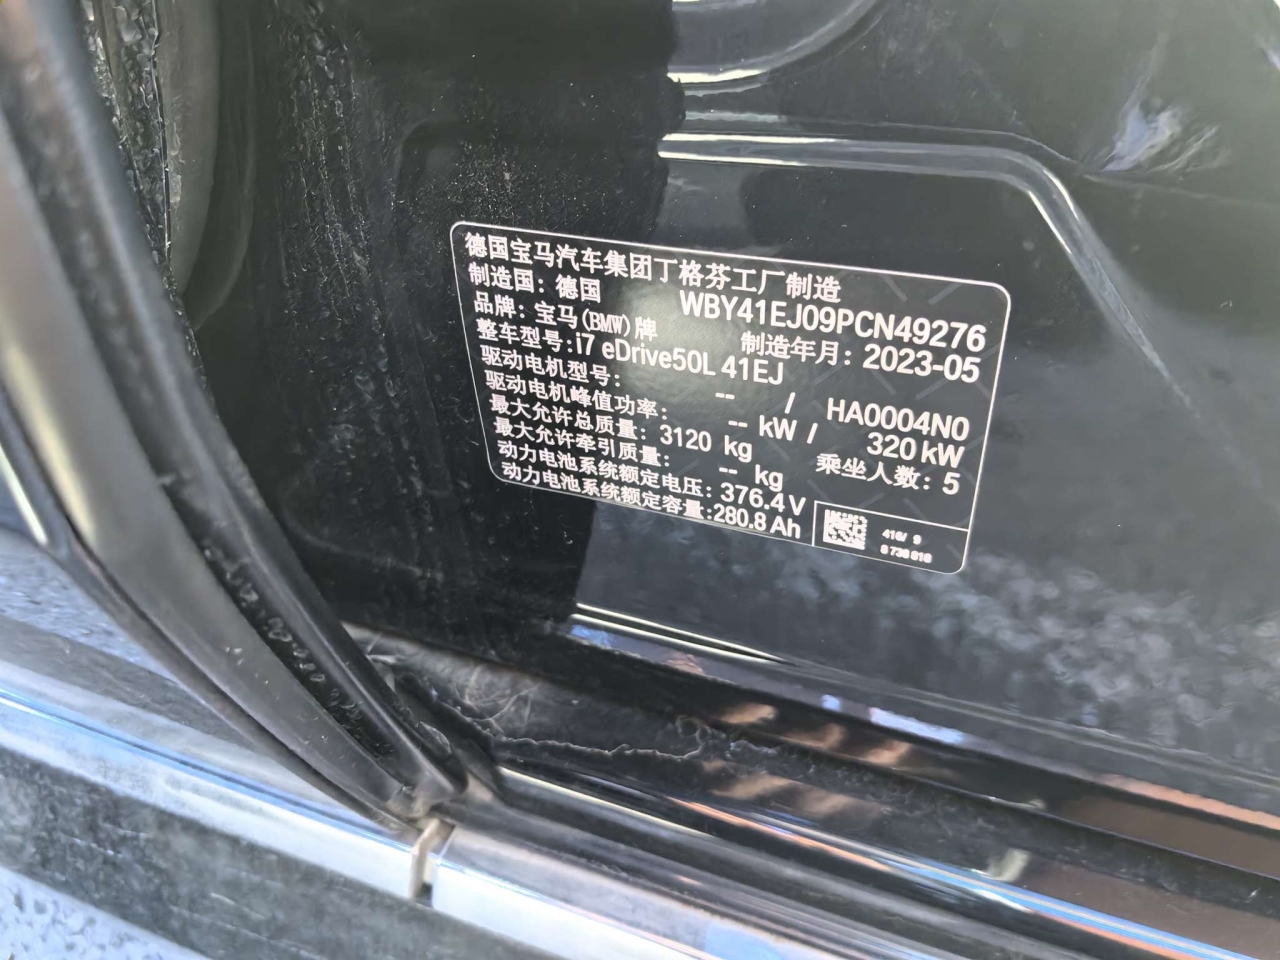 德国宝马汽车集团丁格芬工厂制造
制造国：德国 WBY41EJ09PCN49276
品牌：宝马(BMW)牌 制造年月：2023-05
整车型号:i7 eDrive50L 41EJ
驱动电机型号： -- / HA0004N0
驱动电机峰值功率： -- kW / 320 kW
最大允许总质量： 3120 kg 乘坐人数：5
最大允许牵引质量： -- kg
动力电池系统额定电压：376.4 V
动力电池系统额定容量:280.8 Ah
416/ 9